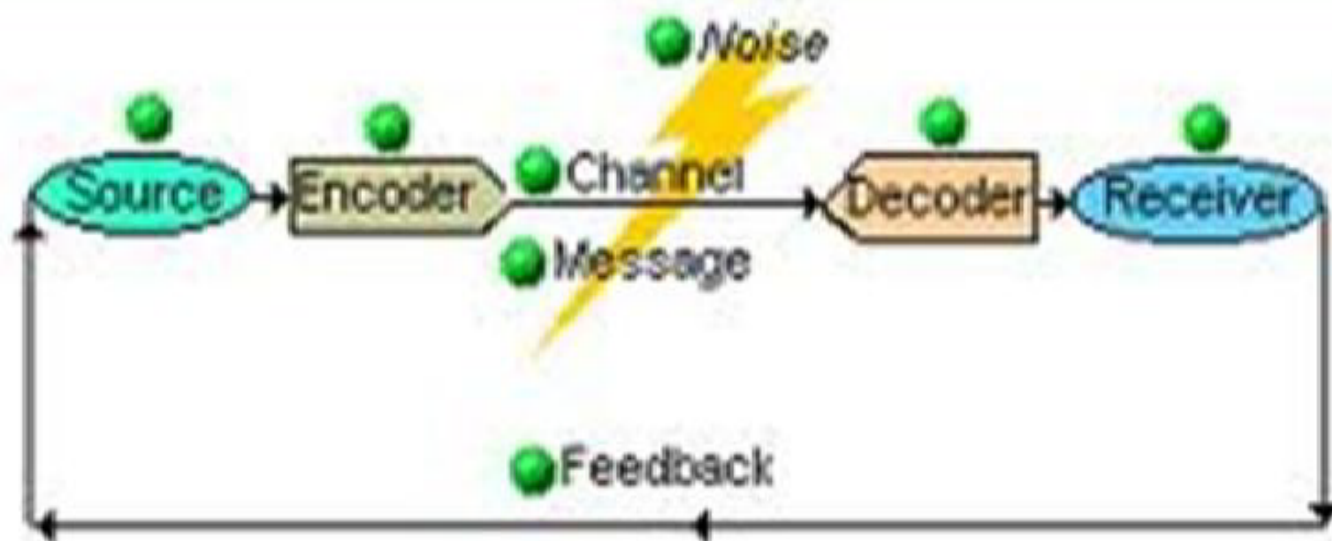 Noise
Source
Encoder
Channel
Decoder
Receiver
Message
Feedback